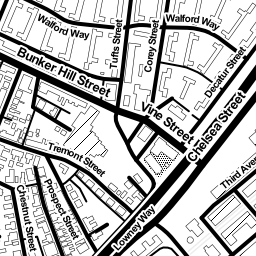 Walford Way
Walford Way
Tufts Street
Corey Street
Decatur Street
Bunker Hill Street
Vine Street
Chelsea Street
Tremont Street
Third Ave
Prospect Street
Chestnut Street
Lowney Way